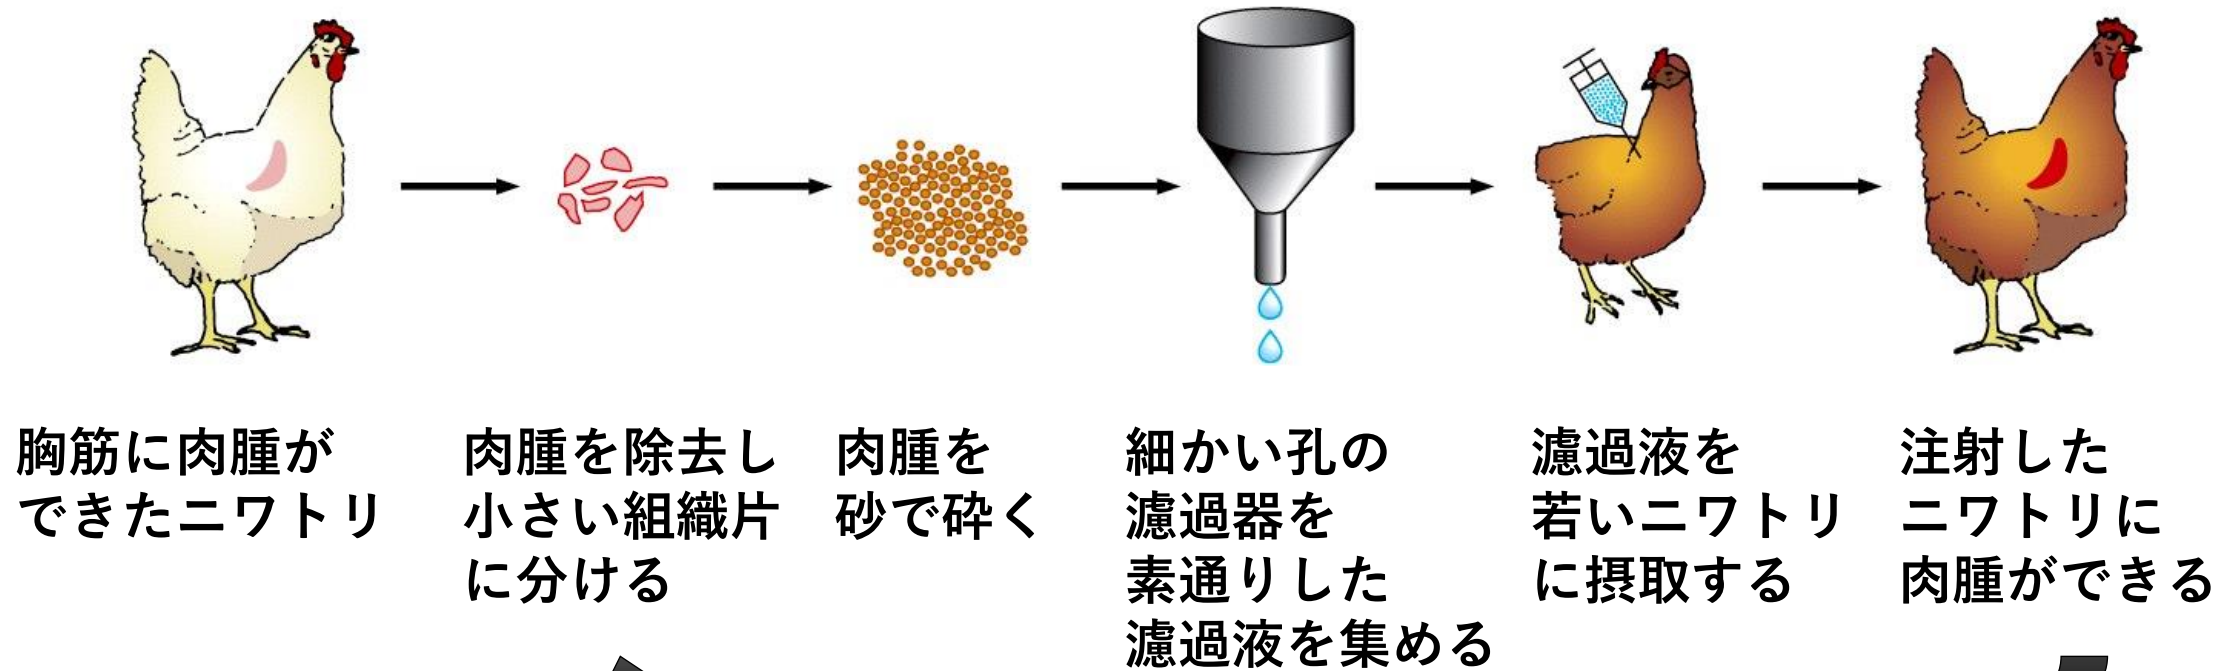 胸筋に肉腫が
できたニワトリ
肉腫を除去し
小さい組織片
に分ける
肉腫を
砂で砕く
細かい孔の
濾過器を
素通りした
濾過液を集める
濾過液を
若いニワトリ
に摂取する
注射した
ニワトリに
肉腫ができる